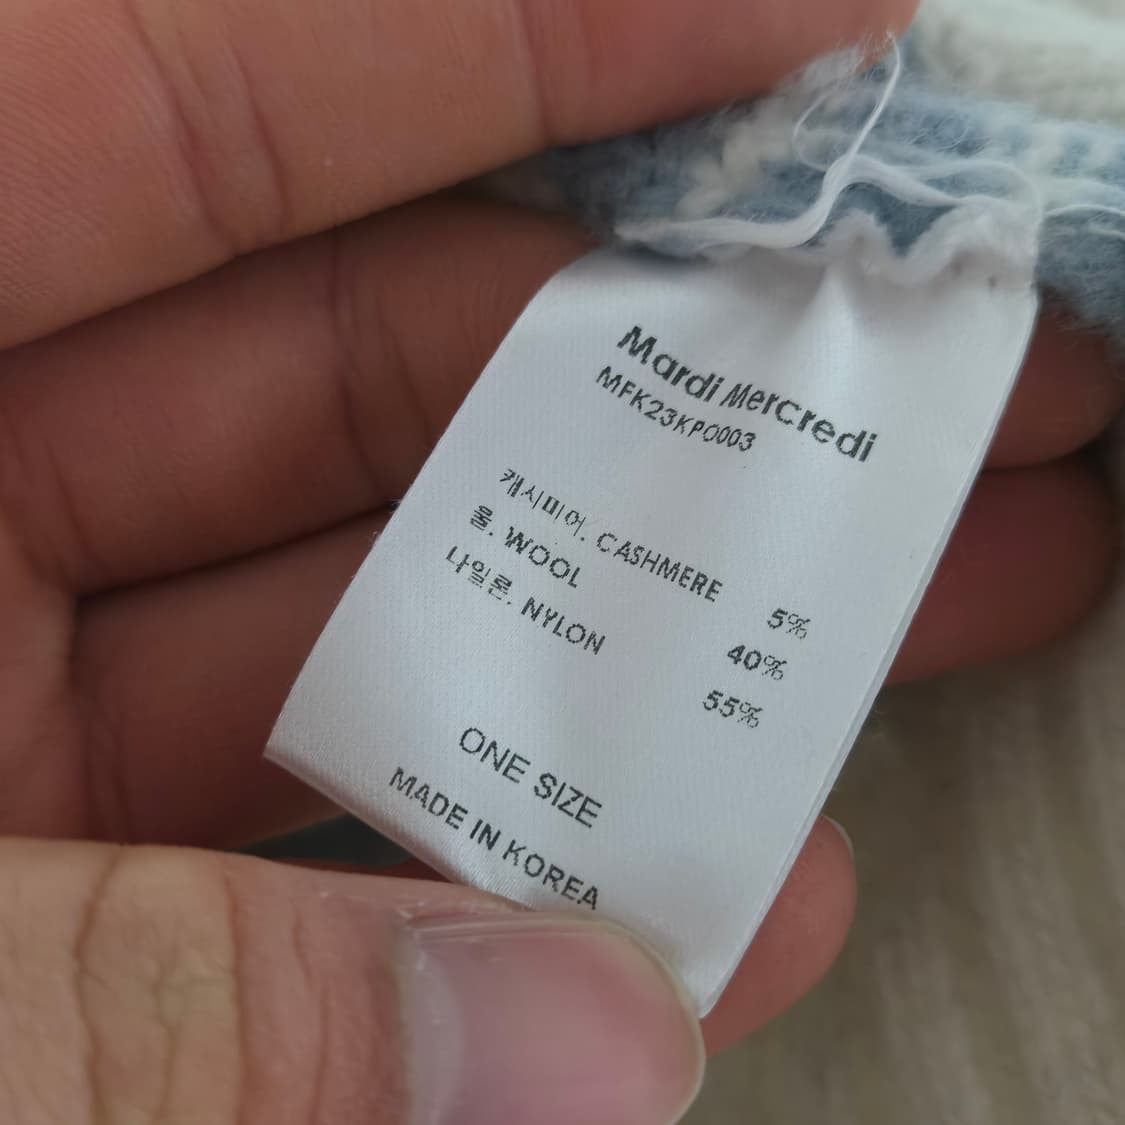 Mardi Mercredi
MFK23KPO003
캐시미어. CASHMERE 5%
울. WOOL 40%
나일론. NYLON 55%
ONE SIZE
MADE IN KOREA